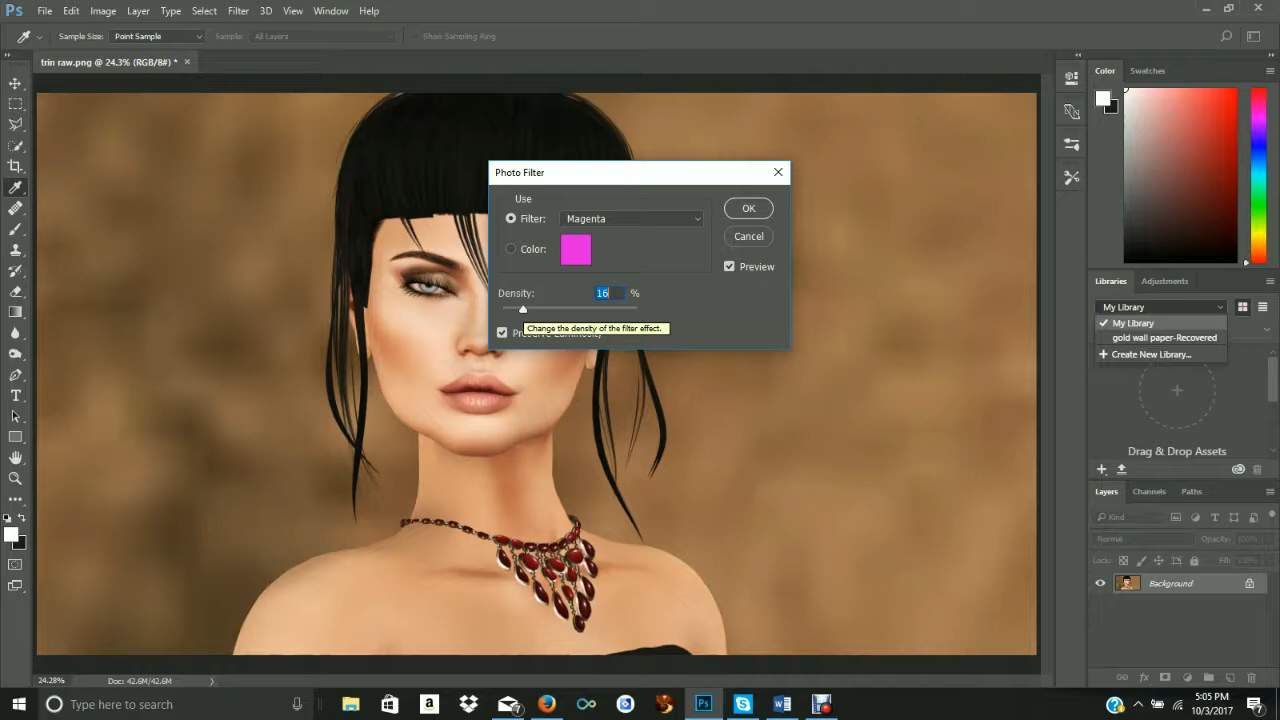 Ps File Edit Image Layer Type Select Filter 3D View Window Help
Sample Size: Point Sample Sample: All Layers Show Sampling Ring
trin raw.png @ 24.3% (RGB/8#) * ×
Color Swatches
Photo Filter
Use
Filter: Magenta
OK
Color:
Cancel
Preview
Density: 16 %
Change the density of the filter effect.
Libraries Adjustments
My Library
My Library
gold wall paper-Recovered
Create New Library...
Drag & Drop Assets
Layers Channels Paths
Kind
Normal Opacity: 100%
Lock: Fill: 100%
Background
24.28% Doc: 42.6M/42.6M
Type here to search
5:05 PM
10/3/2017